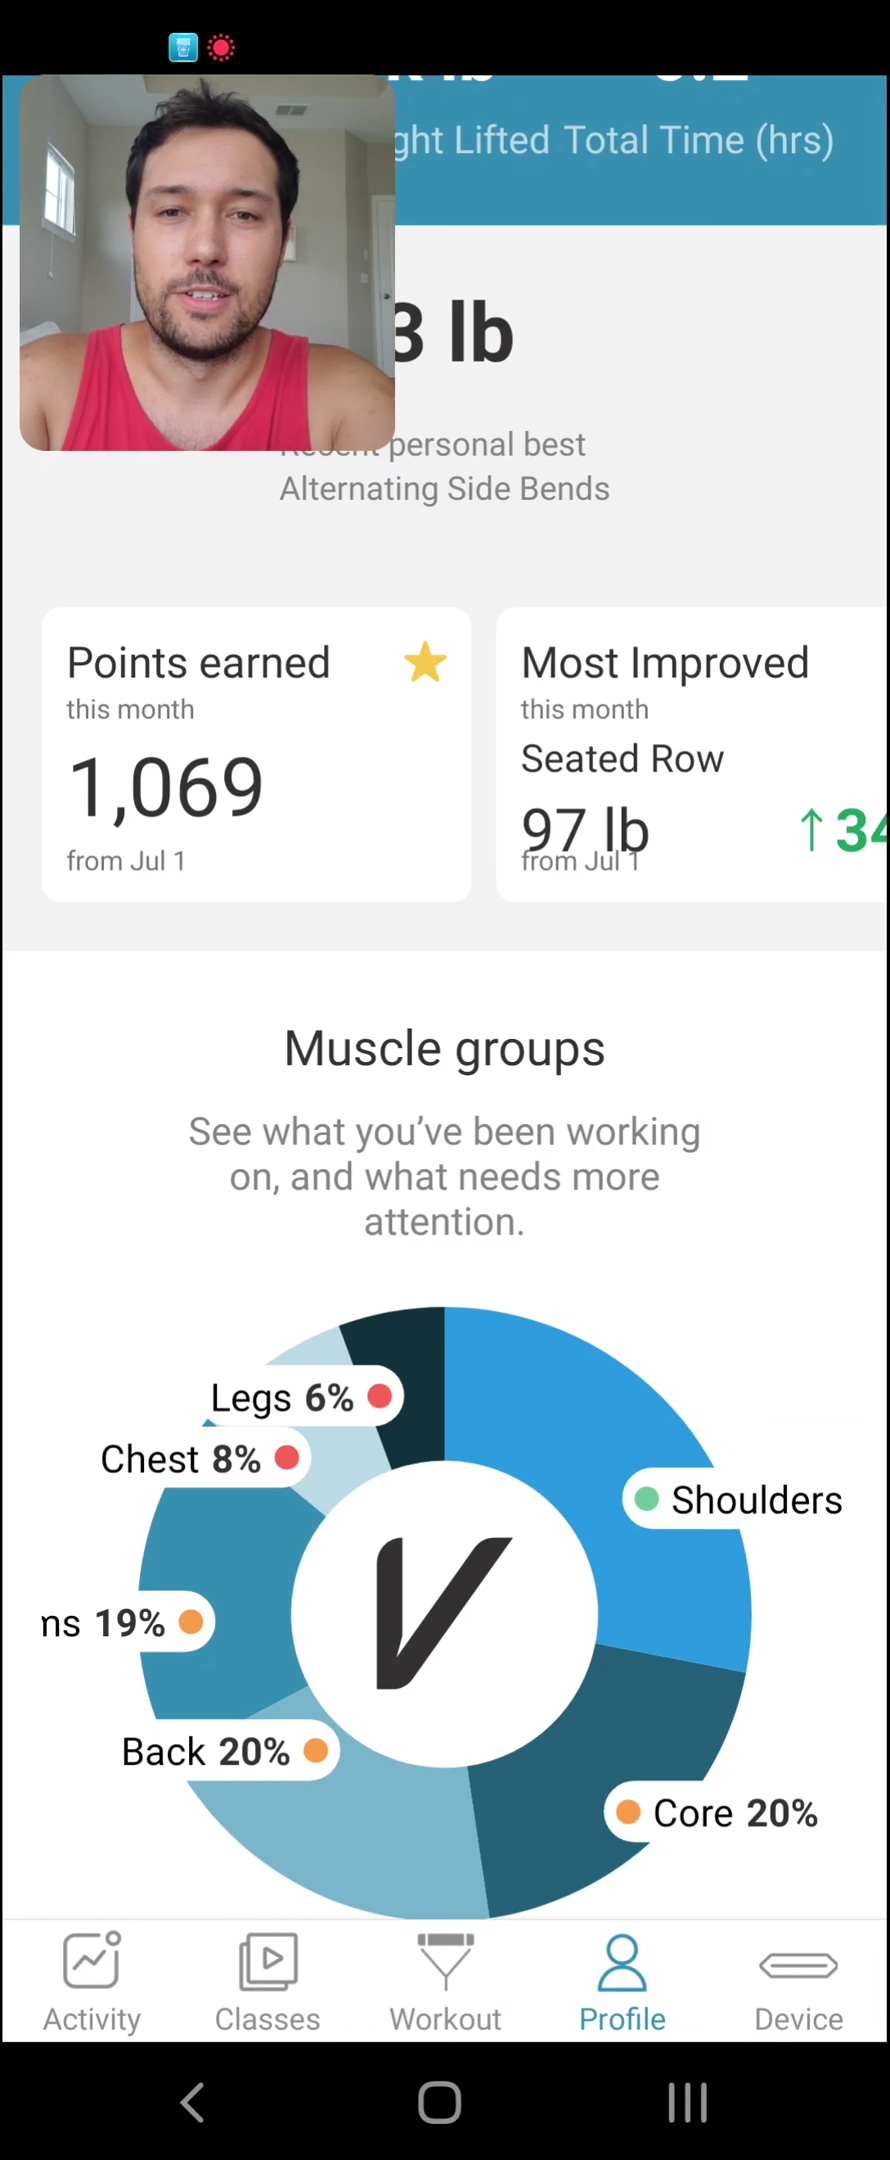 ght Lifted Total Time (hrs)
3 lb
Recent personal best
Alternating Side Bends
Points earned
this month
1,069
from Jul 1
Most Improved
this month
Seated Row
97 lb
↑34
from Jul 1
Muscle groups
See what you’ve been working
on, and what needs more
attention.
Legs 6%
Chest 8%
Shoulders
ns 19%
Back 20%
Core 20%
Activity
Classes
Workout
Profile
Device